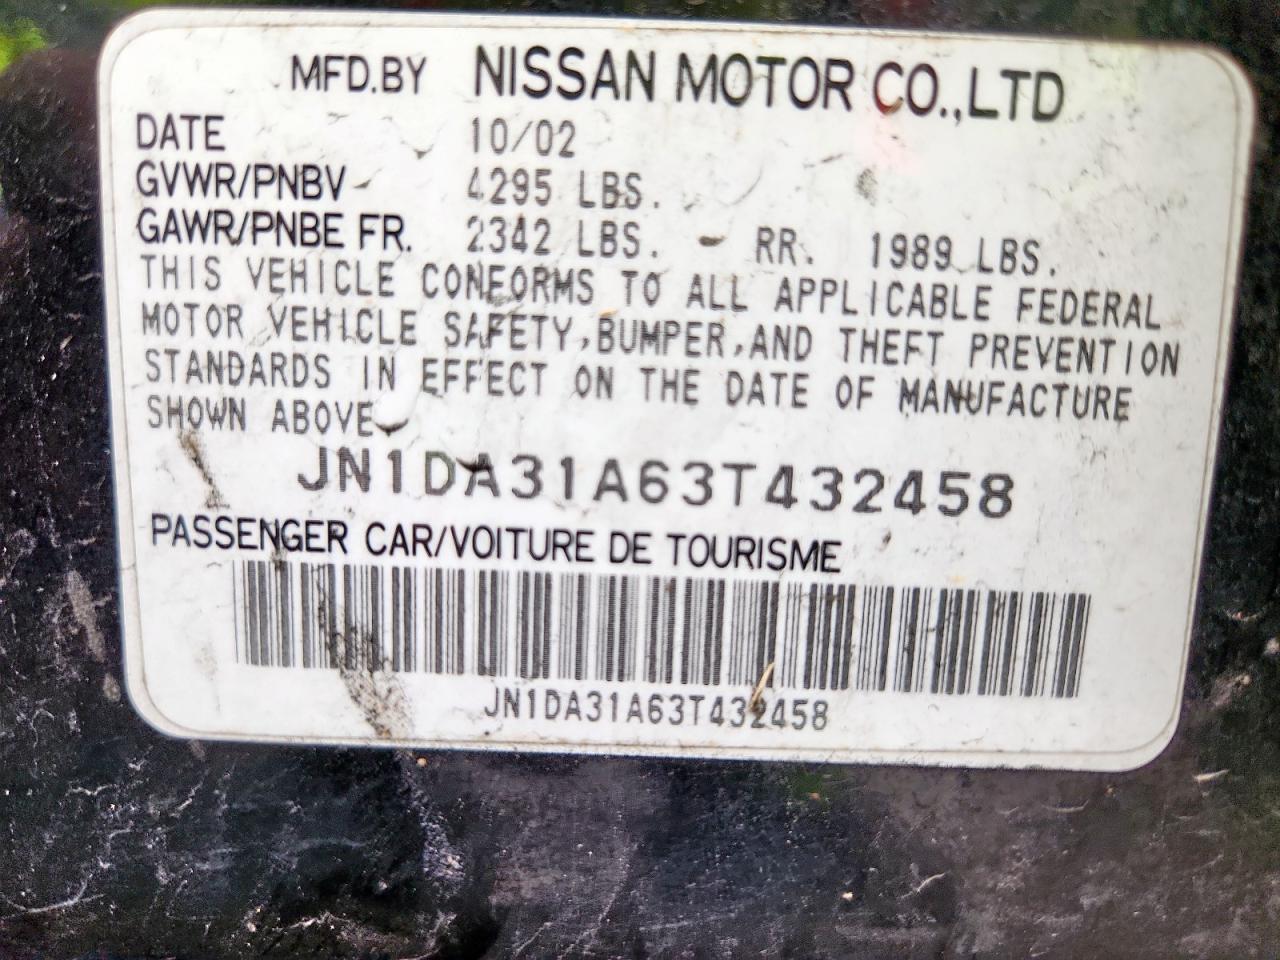 MFD.BY NISSAN MOTOR CO.,LTD
DATE 10/02
GVWR/PNBV 4295 LBS.
GAWR/PNBE FR. 2342 LBS. RR. 1989 LBS.
THIS VEHICLE CONFORMS TO ALL APPLICABLE FEDERAL
MOTOR VEHICLE SAFETY,BUMPER,AND THEFT PREVENTION
STANDARDS IN EFFECT ON THE DATE OF MANUFACTURE
SHOWN ABOVE
JN1DA31A63T432458
PASSENGER CAR/VOITURE DE TOURISME
JN1DA31A63T432458